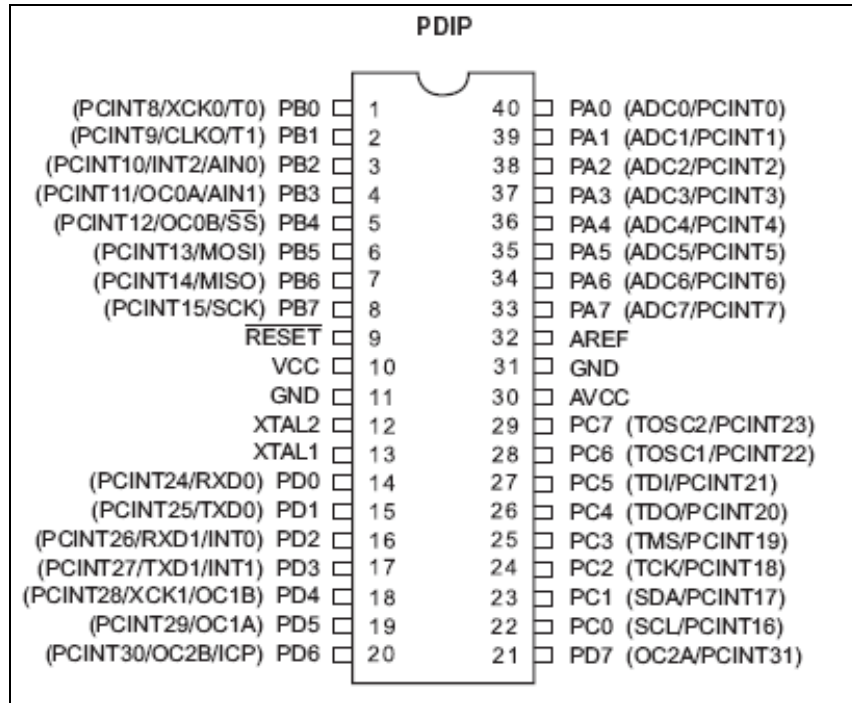 PDIP
(PCINT8/XCK0/T0) PB0 1 40 PA0 (ADC0/PCINT0)
(PCINT9/CLKO/T1) PB1 2 39 PA1 (ADC1/PCINT1)
(PCINT10/INT2/AIN0) PB2 3 38 PA2 (ADC2/PCINT2)
(PCINT11/OC0A/AIN1) PB3 4 37 PA3 (ADC3/PCINT3)
(PCINT12/OC0B/S̅S̅) PB4 5 36 PA4 (ADC4/PCINT4)
(PCINT13/MOSI) PB5 6 35 PA5 (ADC5/PCINT5)
(PCINT14/MISO) PB6 7 34 PA6 (ADC6/PCINT6)
(PCINT15/SCK) PB7 8 33 PA7 (ADC7/PCINT7)
R̅E̅S̅E̅T̅ 9 32 AREF
VCC 10 31 GND
GND 11 30 AVCC
XTAL2 12 29 PC7 (TOSC2/PCINT23)
XTAL1 13 28 PC6 (TOSC1/PCINT22)
(PCINT24/RXD0) PD0 14 27 PC5 (TDI/PCINT21)
(PCINT25/TXD0) PD1 15 26 PC4 (TDO/PCINT20)
(PCINT26/RXD1/INT0) PD2 16 25 PC3 (TMS/PCINT19)
(PCINT27/TXD1/INT1) PD3 17 24 PC2 (TCK/PCINT18)
(PCINT28/XCK1/OC1B) PD4 18 23 PC1 (SDA/PCINT17)
(PCINT29/OC1A) PD5 19 22 PC0 (SCL/PCINT16)
(PCINT30/OC2B/ICP) PD6 20 21 PD7 (OC2A/PCINT31)